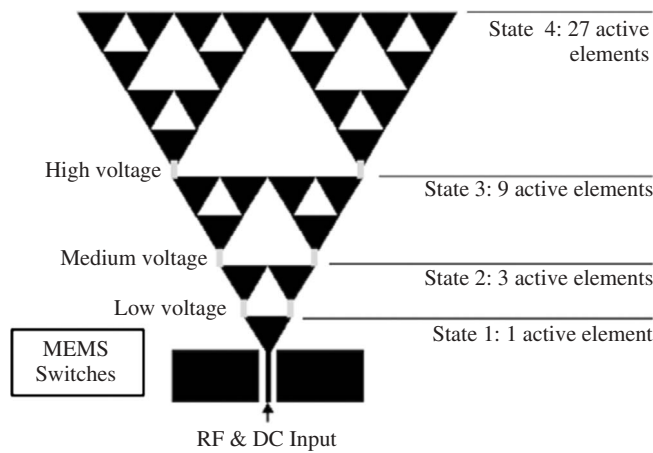 State 4: 27 active
elements
High voltage
State 3: 9 active elements
Medium voltage
State 2: 3 active elements
Low voltage
State 1: 1 active element
MEMS
Switches
RF & DC Input